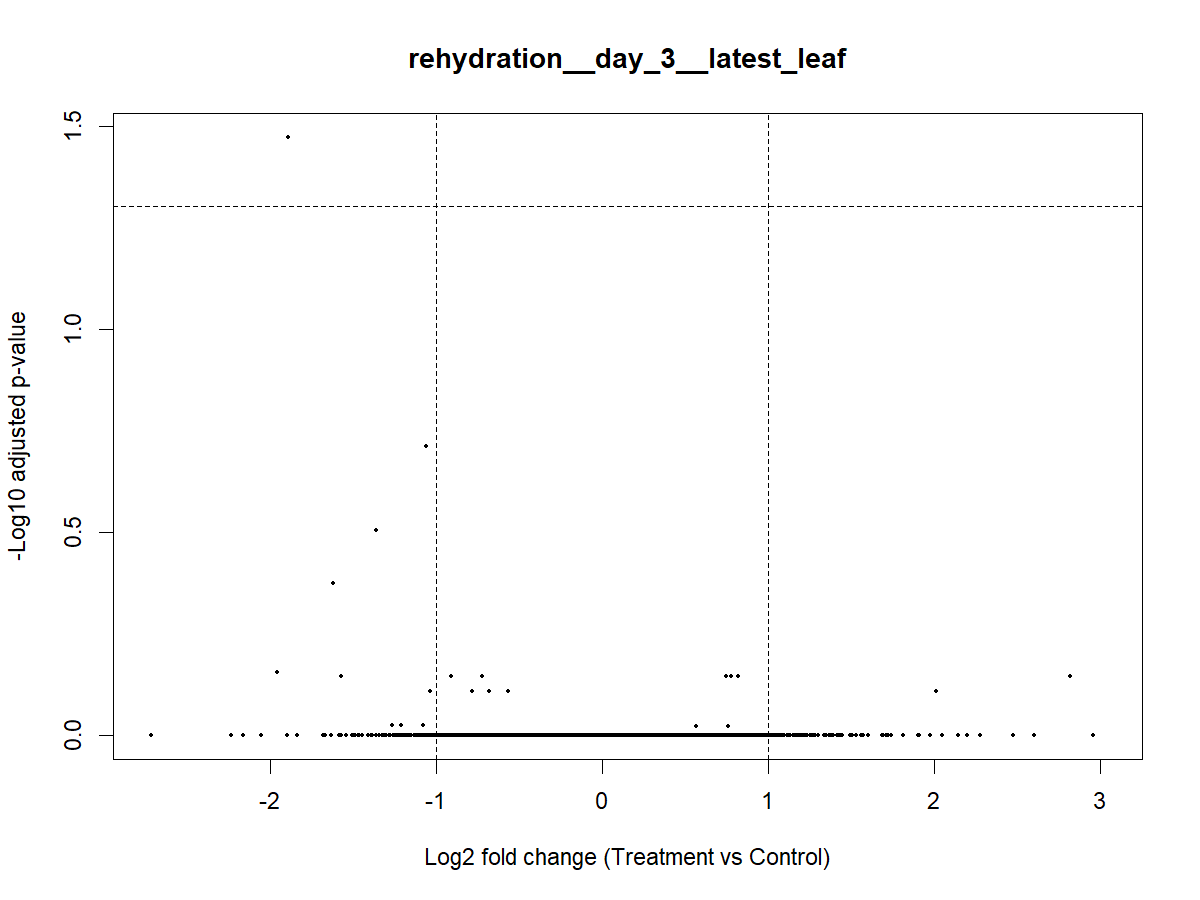 rehydration__day_3__latest_leaf
-Log10 adjusted p-value
1.5
1.0
0.5
0.0
-2 -1 0 1 2 3
Log2 fold change (Treatment vs Control)